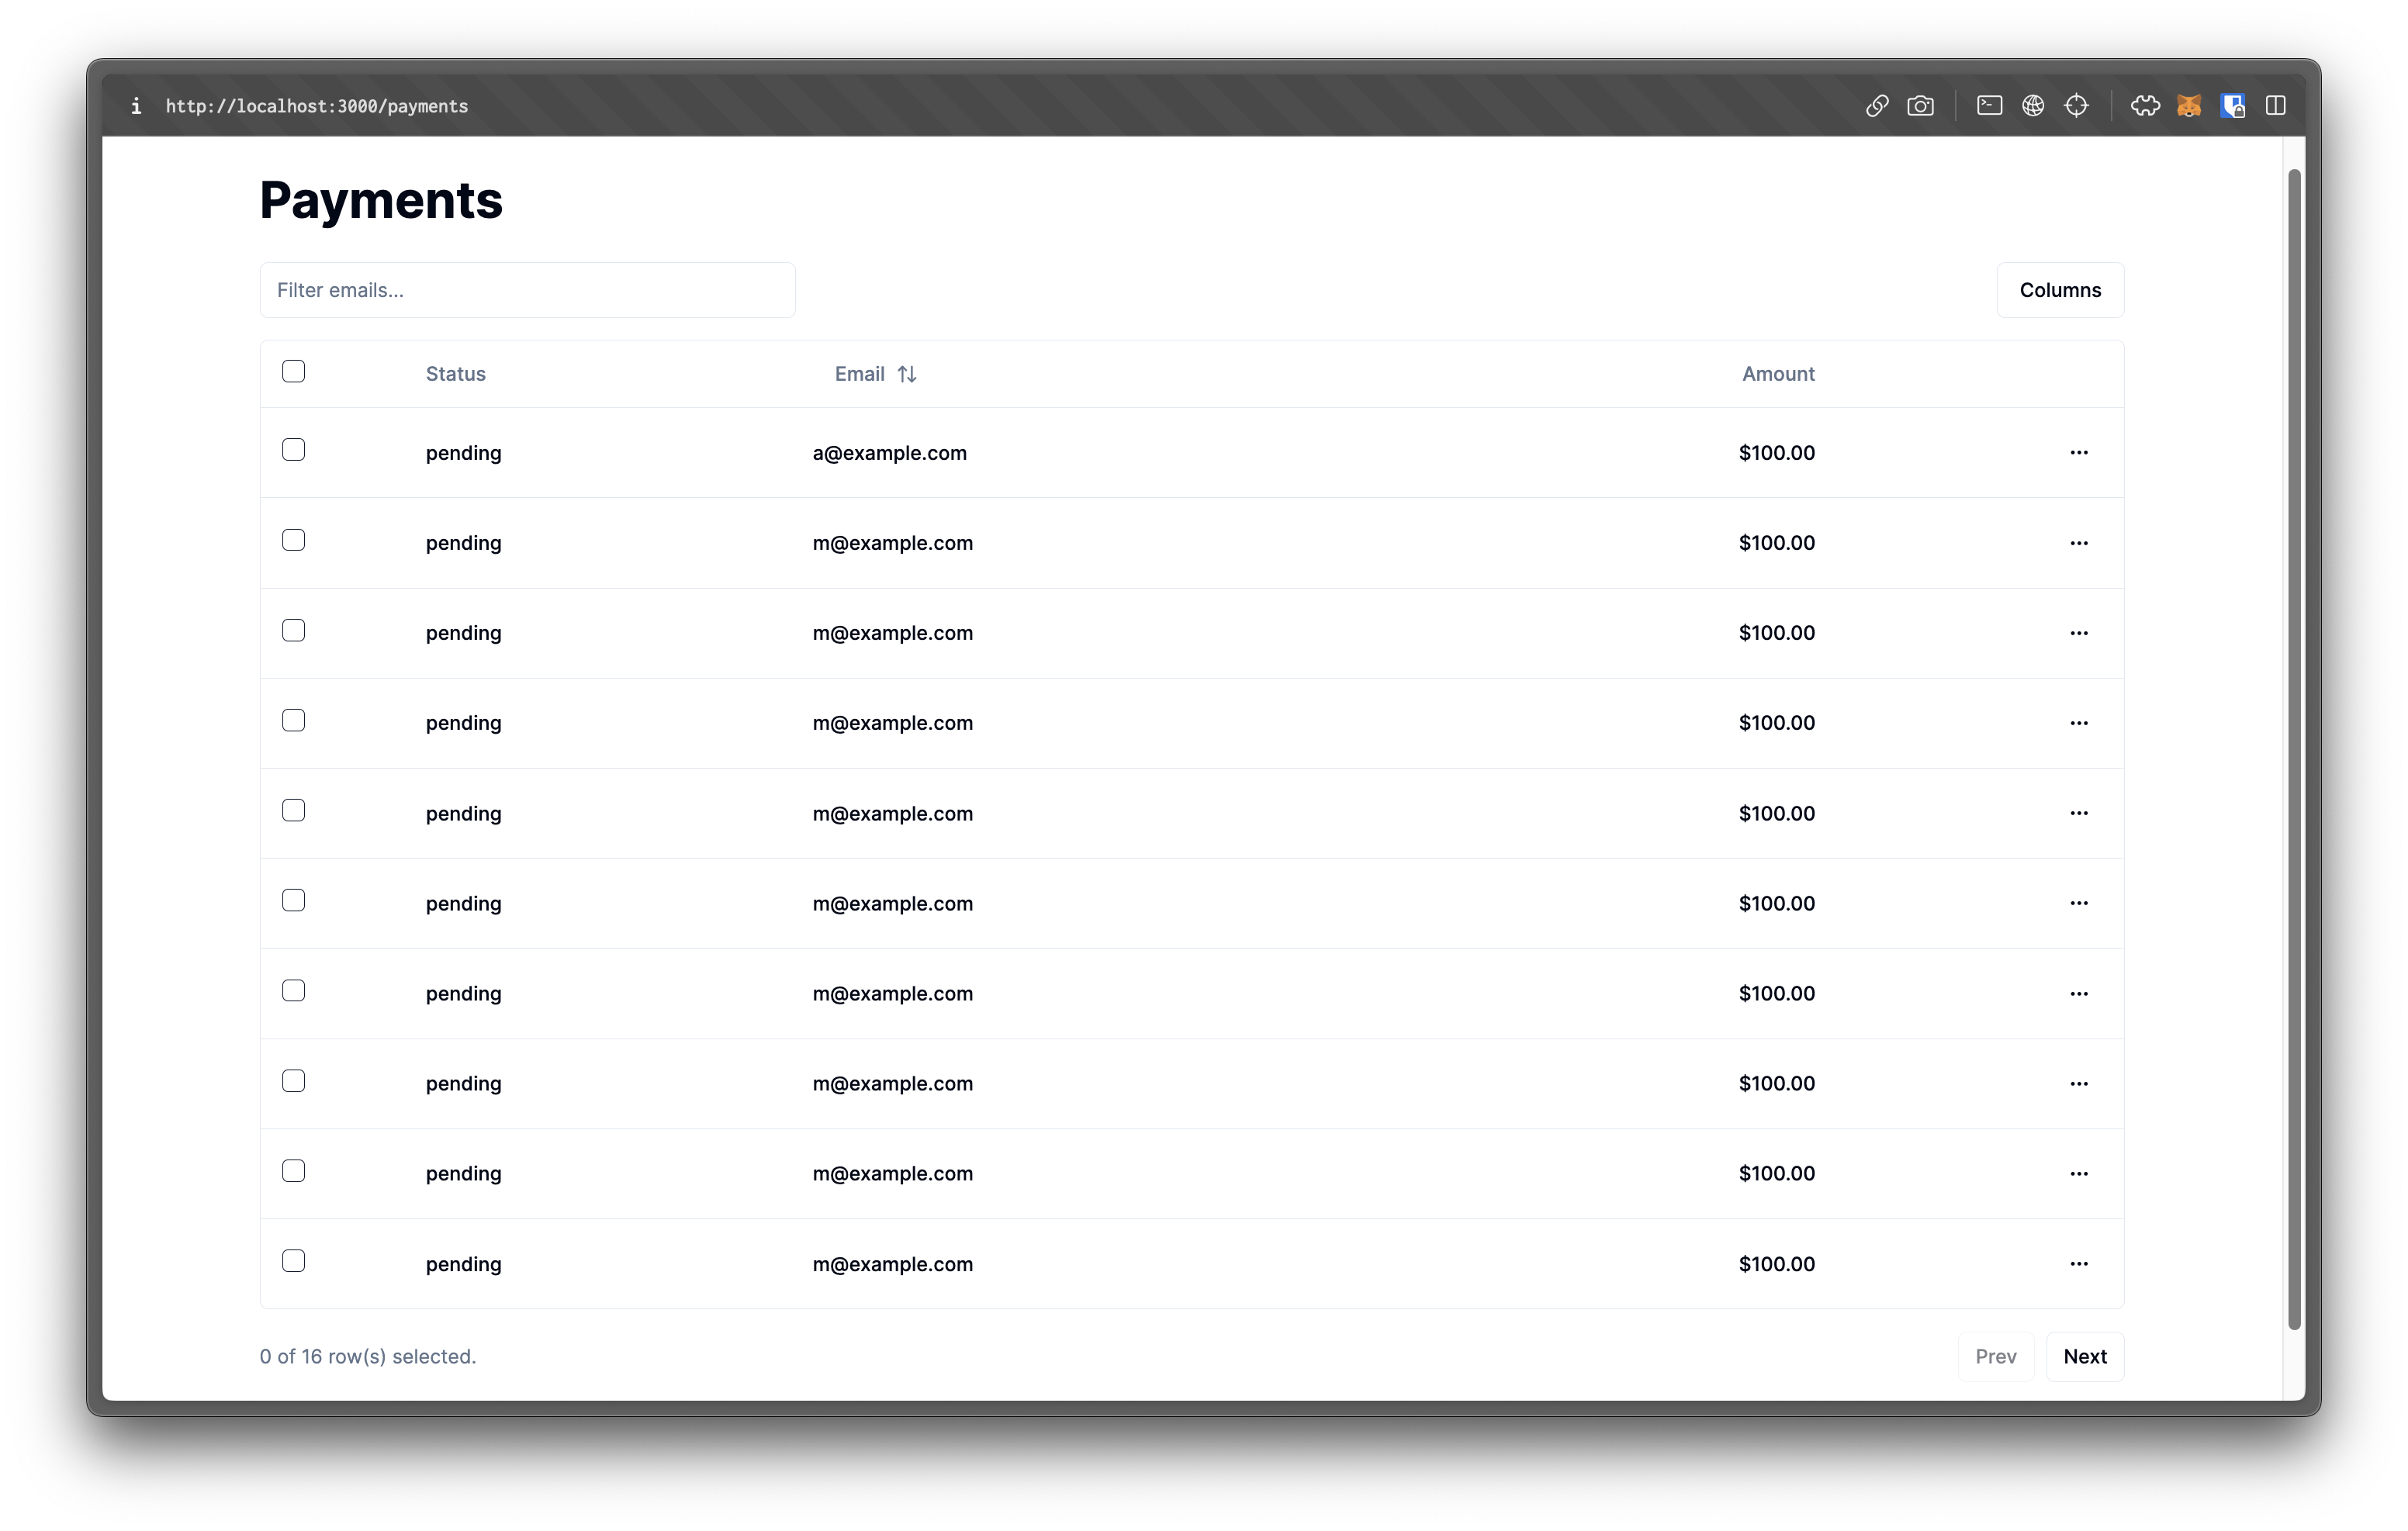 i http://localhost:3000/payments
Payments
Filter emails...
Columns
Status Email Amount
pending a@example.com $100.00 ...
pending m@example.com $100.00 ...
pending m@example.com $100.00 ...
pending m@example.com $100.00 ...
pending m@example.com $100.00 ...
pending m@example.com $100.00 ...
pending m@example.com $100.00 ...
pending m@example.com $100.00 ...
pending m@example.com $100.00 ...
pending m@example.com $100.00 ...
0 of 16 row(s) selected.
Prev Next